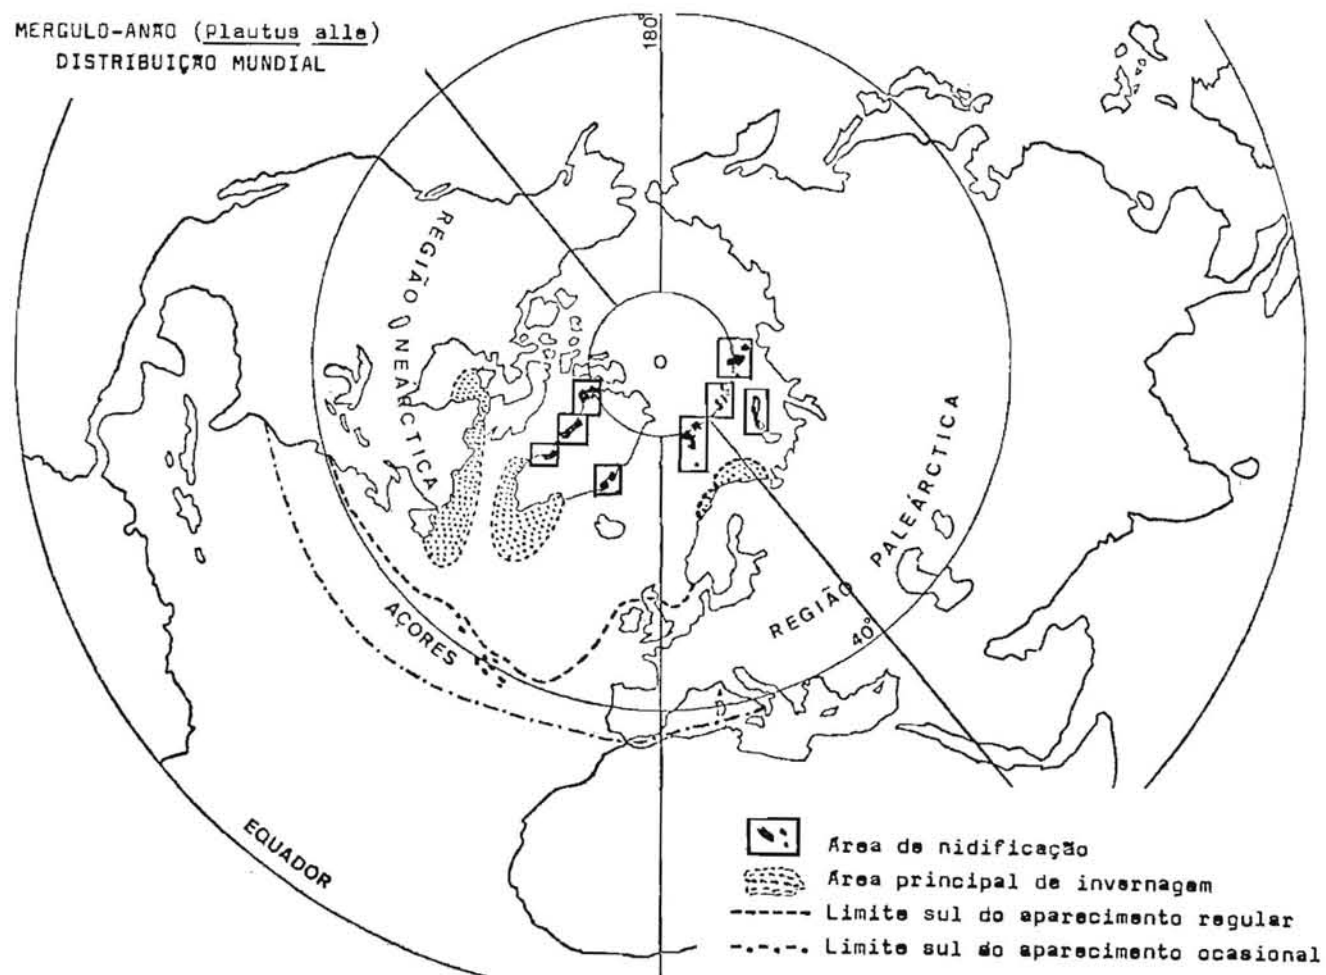 MERGULO-ANÃO (Plautus alle)
DISTRIBUIÇÃO MUNDIAL
180°
REGIÃO NEÁRCTICA
REGIÃO PALEÁRCTICA
40°
AÇORES
EQUADOR
Área de nidificação
Área principal de invernagem
Limite sul do aparecimento regular
Limite sul do aparecimento ocasional